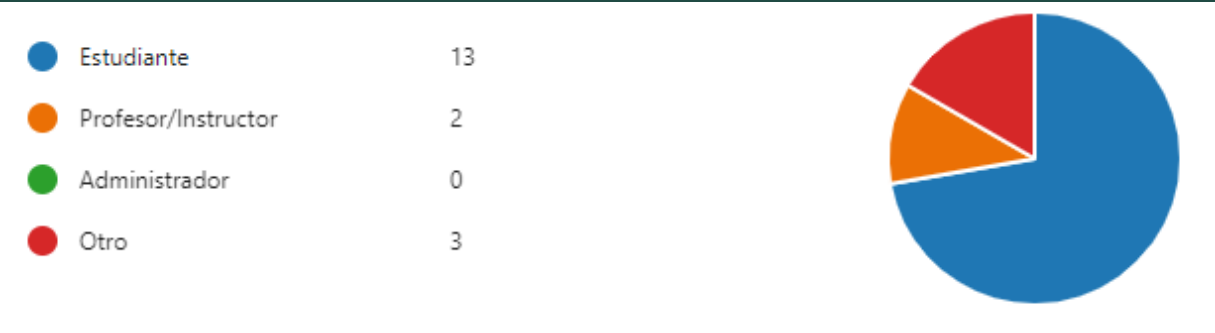 Estudiante 13
Profesor/Instructor 2
Administrador 0
Otro 3